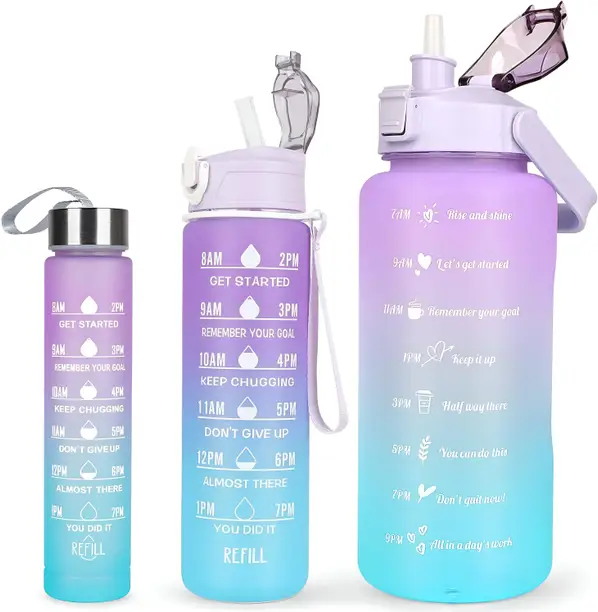 8AM 2PM
GET STARTED
9AM 3PM
REMEMBER YOUR GOAL
10AM 4PM
KEEP CHUGGING
11AM 5PM
DON'T GIVE UP
12PM 6PM
ALMOST THERE
1PM 7PM
YOU DID IT
REFILL
8AM 2PM
GET STARTED
9AM 3PM
REMEMBER YOUR GOAL
10AM 4PM
KEEP CHUGGING
11AM 5PM
DON'T GIVE UP
12PM 6PM
ALMOST THERE
1PM 7PM
YOU DID IT
REFILL
7AM Rise and shine
9AM Let's get started
11AM Remember your goal
1PM Keep it up
3PM Half way there
5PM You can do this
7PM Don't quit now!
9PM All in a day's work